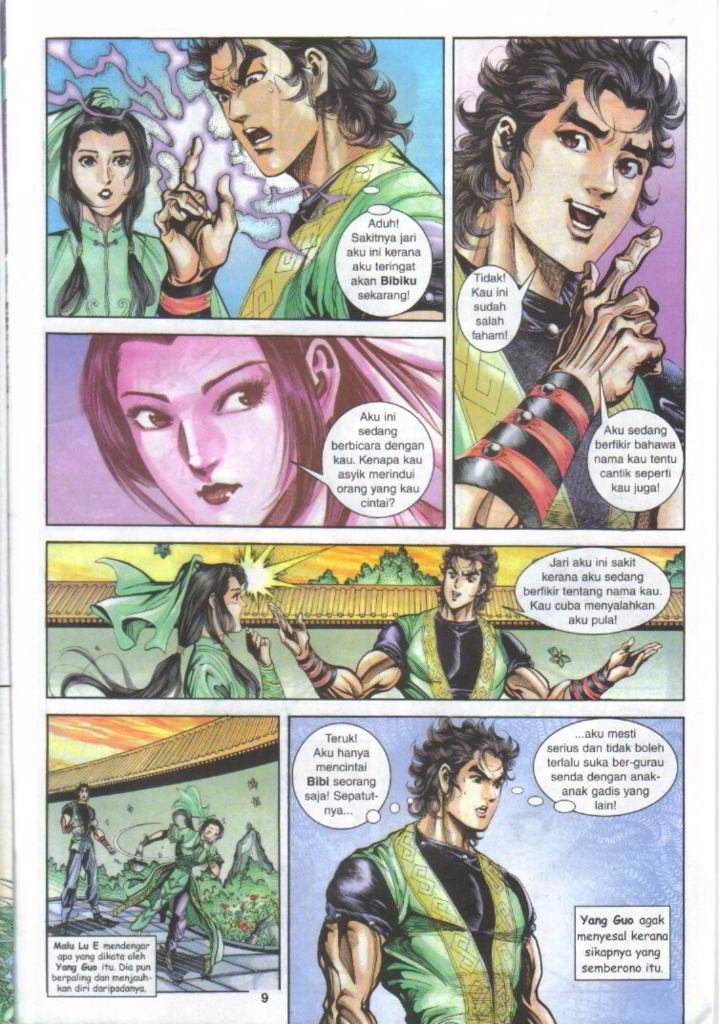 Aduh!
Sakitnya jari
aku ini kerana
aku teringat
akan Bibiku
sekarang!
Tidak!
Kau ini
sudah
salah
faham!
Aku sedang
berfikir bahawa
nama kau tentu
cantik seperti
kau juga!
Aku ini
sedang
berbicara dengan
kau. Kenapa kau
asyik merindui
orang yang kau
cintai?
Jari aku ini sakit
kerana aku sedang
berfikir tentang nama kau.
Kau cuba menyalahkan
aku pula!
Malu Lu E mendengar
apa yang dikata oleh
Yang Guo itu. Dia pun
berpaling dan menjauh-
kan diri daripadanya.
Teruk!
Aku hanya
mencintai
Bibi seorang
saja! Sepatut-
nya...
...aku mesti
serius dan tidak boleh
terlalu suka ber-gurau
senda dengan anak-
anak gadis yang
lain!
Yang Guo agak
menyesal kerana
sikapnya yang
semberono itu.
9